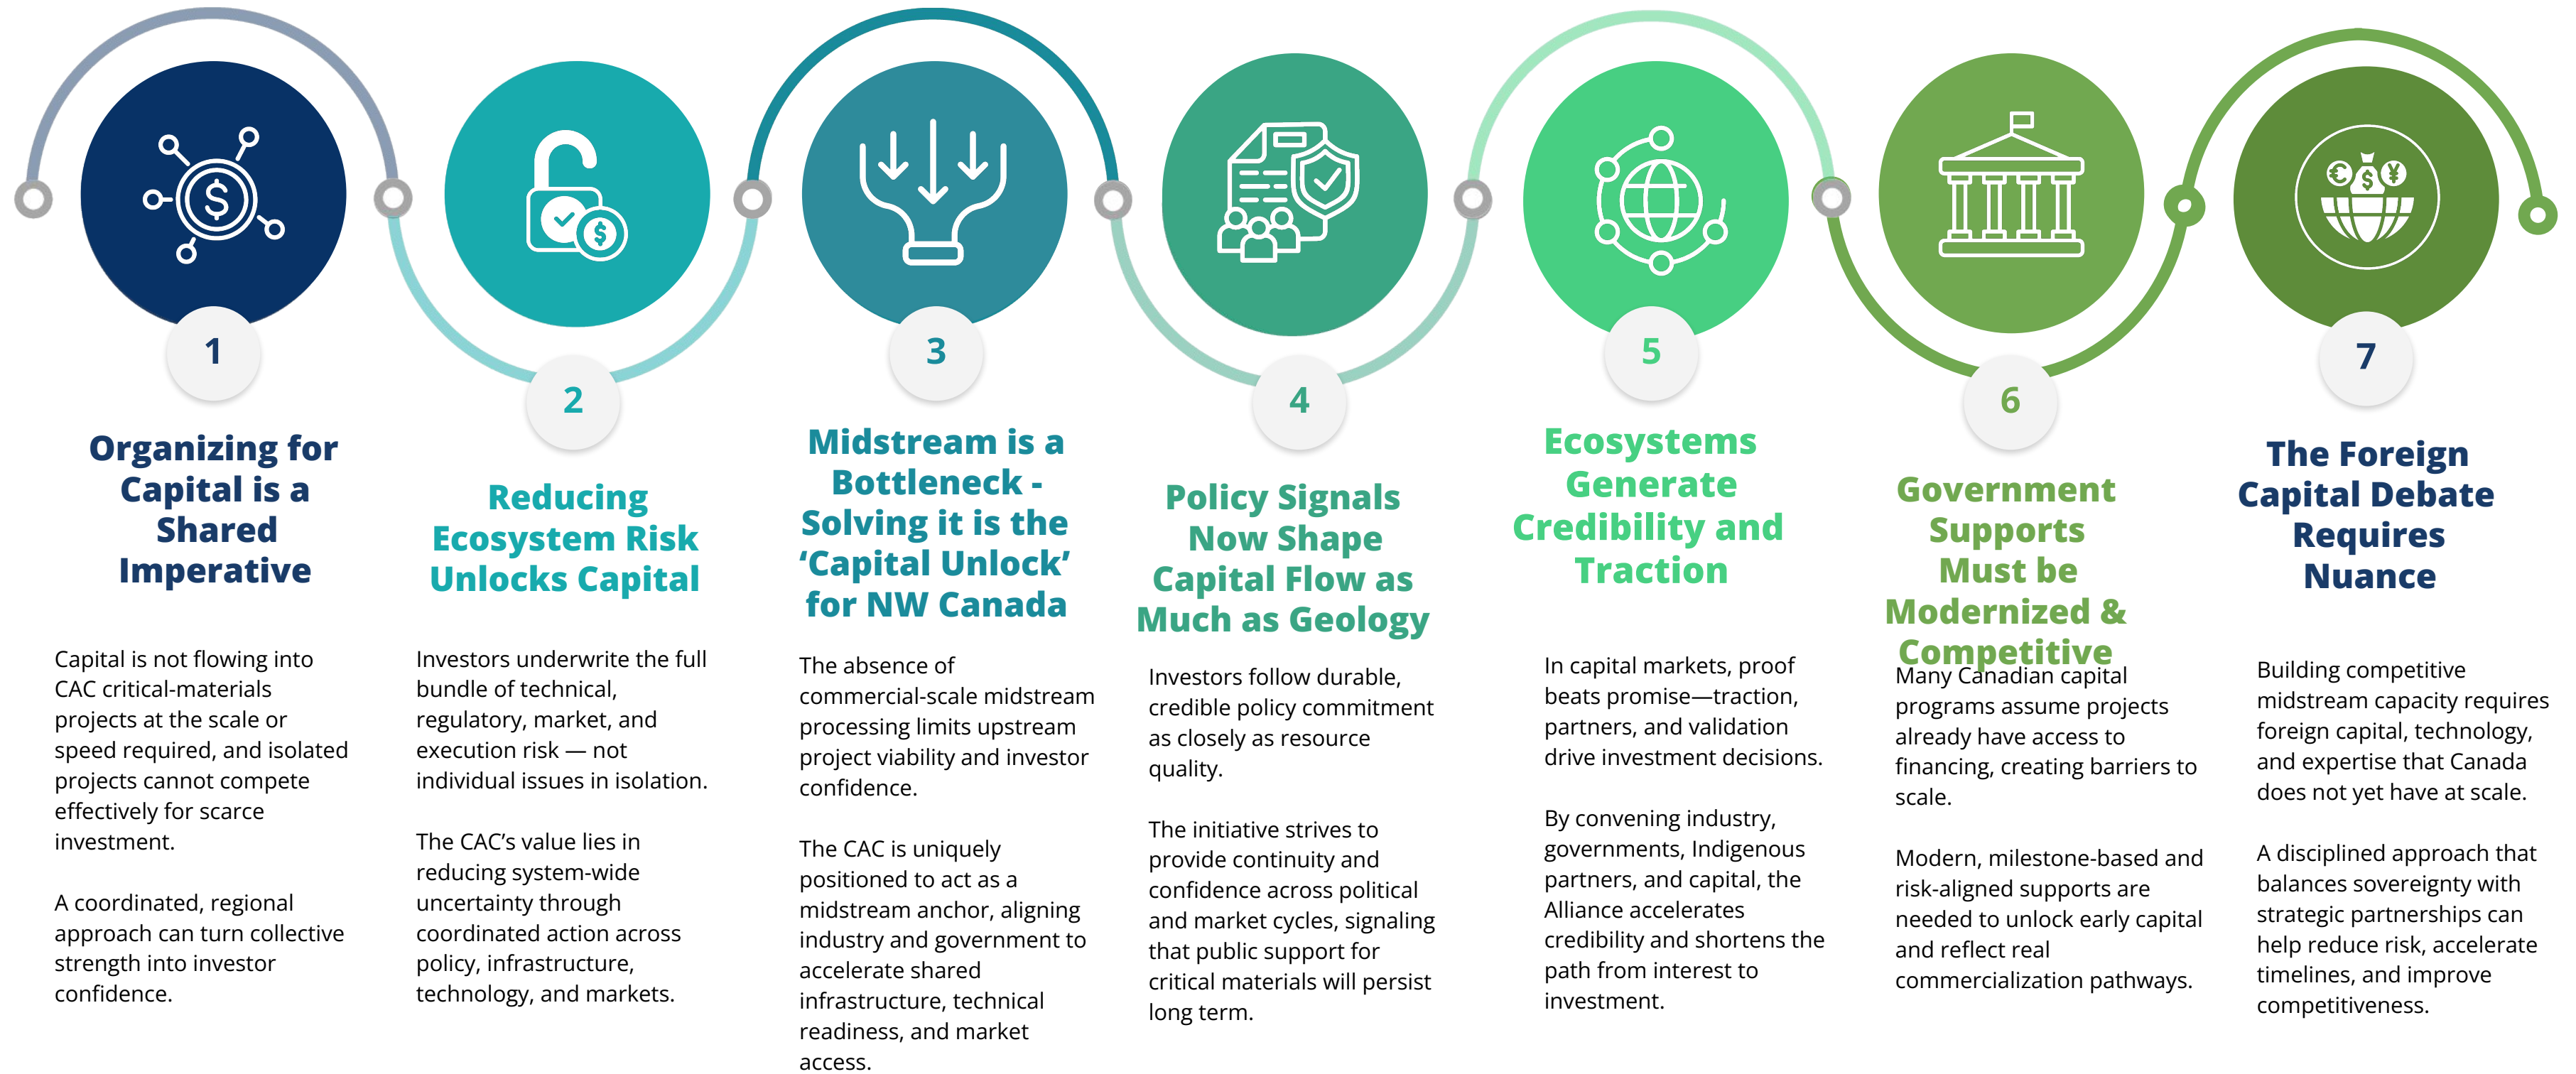 1
Organizing for
Capital is a
Shared
Imperative
Capital is not flowing into
CAC critical-materials
projects at the scale or
speed required, and isolated
projects cannot compete
effectively for scarce
investment.
A coordinated, regional
approach can turn collective
strength into investor
confidence.
2
Reducing
Ecosystem Risk
Unlocks Capital
Investors underwrite the full
bundle of technical,
regulatory, market, and
execution risk — not
individual issues in isolation.
The CAC’s value lies in
reducing system-wide
uncertainty through
coordinated action across
policy, infrastructure,
technology, and markets.
3
Midstream is a
Bottleneck -
Solving it is the
‘Capital Unlock’
for NW Canada
The absence of
commercial-scale midstream
processing limits upstream
project viability and investor
confidence.
The CAC is uniquely
positioned to act as a
midstream anchor, aligning
industry and government to
accelerate shared
infrastructure, technical
readiness, and market
access.
4
Policy Signals
Now Shape
Capital Flow as
Much as Geology
Investors follow durable,
credible policy commitment
as closely as resource
quality.
The initiative strives to
provide continuity and
confidence across political
and market cycles, signaling
that public support for
critical materials will persist
long term.
5
Ecosystems
Generate
Credibility and
Traction
In capital markets, proof
beats promise—traction,
partners, and validation
drive investment decisions.
By convening industry,
governments, Indigenous
partners, and capital, the
Alliance accelerates
credibility and shortens the
path from interest to
investment.
6
Government
Supports
Must be
Modernized &
Competitive
Many Canadian capital
programs assume projects
already have access to
financing, creating barriers to
scale.
Modern, milestone-based and
risk-aligned supports are
needed to unlock early capital
and reflect real
commercialization pathways.
7
The Foreign
Capital Debate
Requires
Nuance
Building competitive
midstream capacity requires
foreign capital, technology,
and expertise that Canada
does not yet have at scale.
A disciplined approach that
balances sovereignty with
strategic partnerships can
help reduce risk, accelerate
timelines, and improve
competitiveness.